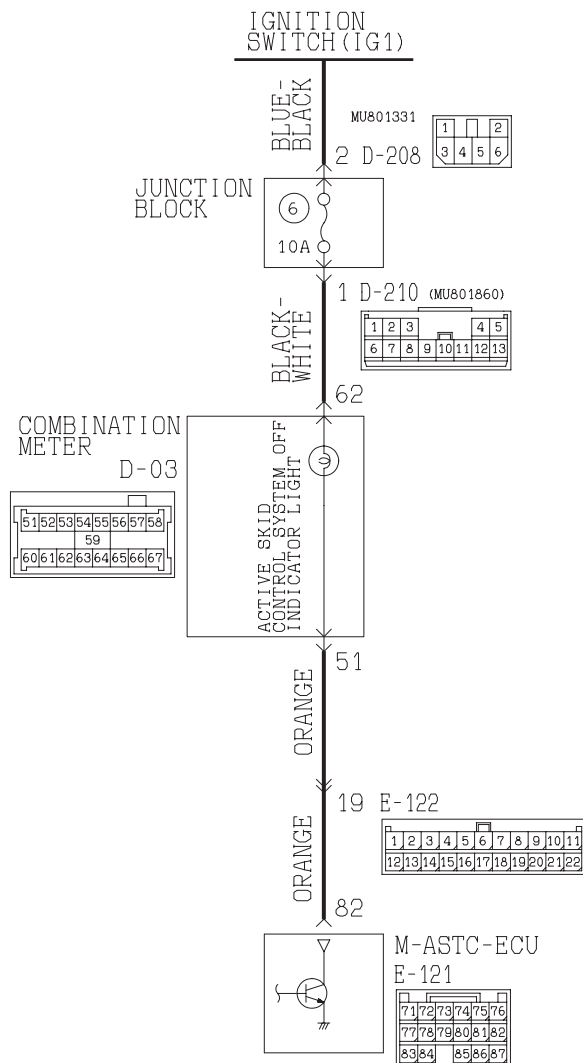 IGNITION
SWITCH(IG1)
BLUE-
BLACK
MU801331
1 2
3 4 5 6
2 D-208
JUNCTION
BLOCK
6
10A
1 D-210 (MU801860)
1 2 3 4 5
6 7 8 9 10 11 12 13
BLACK-
WHITE
62
COMBINATION
METER
D-03
51 52 53 54 55 56 57 58
59
60 61 62 63 64 65 66 67
ACTIVE SKID
CONTROL SYSTEM OFF
INDICATOR LIGHT
51
ORANGE
19 E-122
1 2 3 4 5 6 7 8 9 10 11
12 13 14 15 16 17 18 19 20 21 22
ORANGE
82
M-ASTC-ECU
E-121
71 72 73 74 75 76
77 78 79 80 81 82
83 84 85 86 87